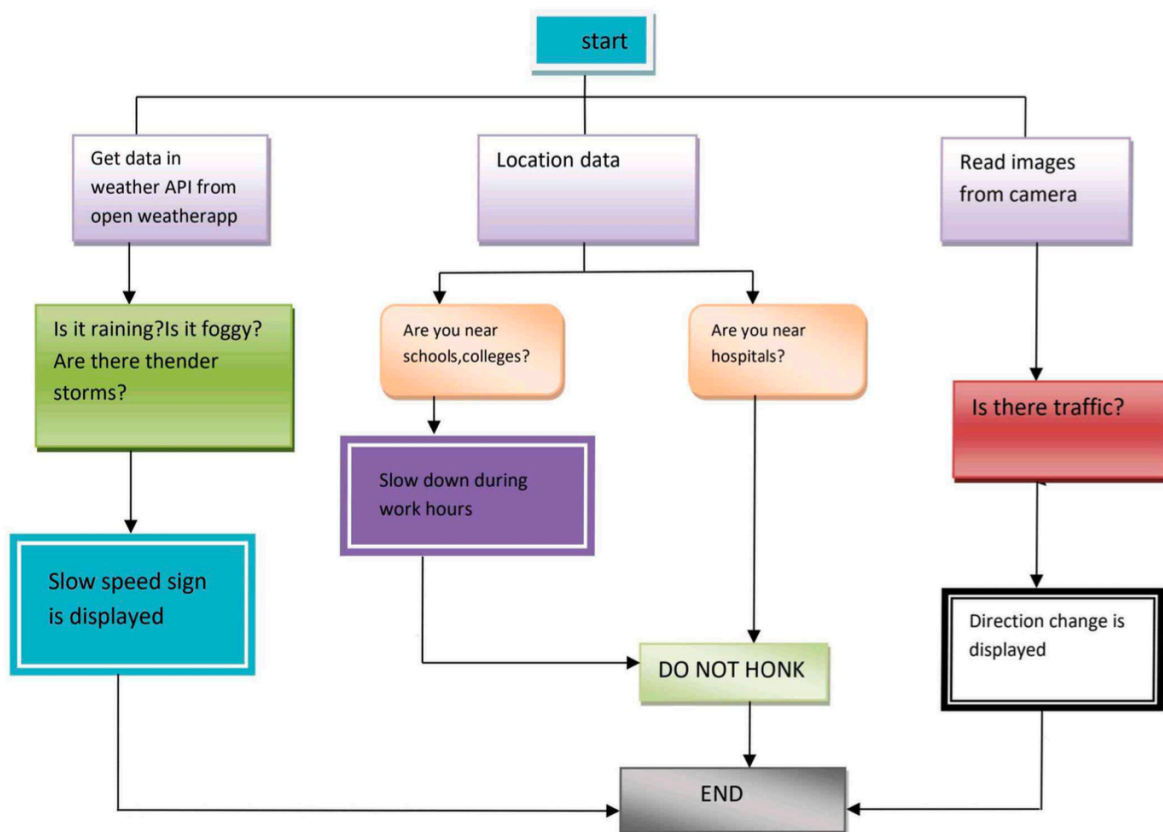 start
Get data in
weather API from
open weatherapp
Location data
Read images
from camera
Is it raining?Is it foggy?
Are there thender
storms?
Are you near
schools,colleges?
Are you near
hospitals?
Is there traffic?
Slow down during
work hours
Slow speed sign
is displayed
Direction change is
displayed
DO NOT HONK
END